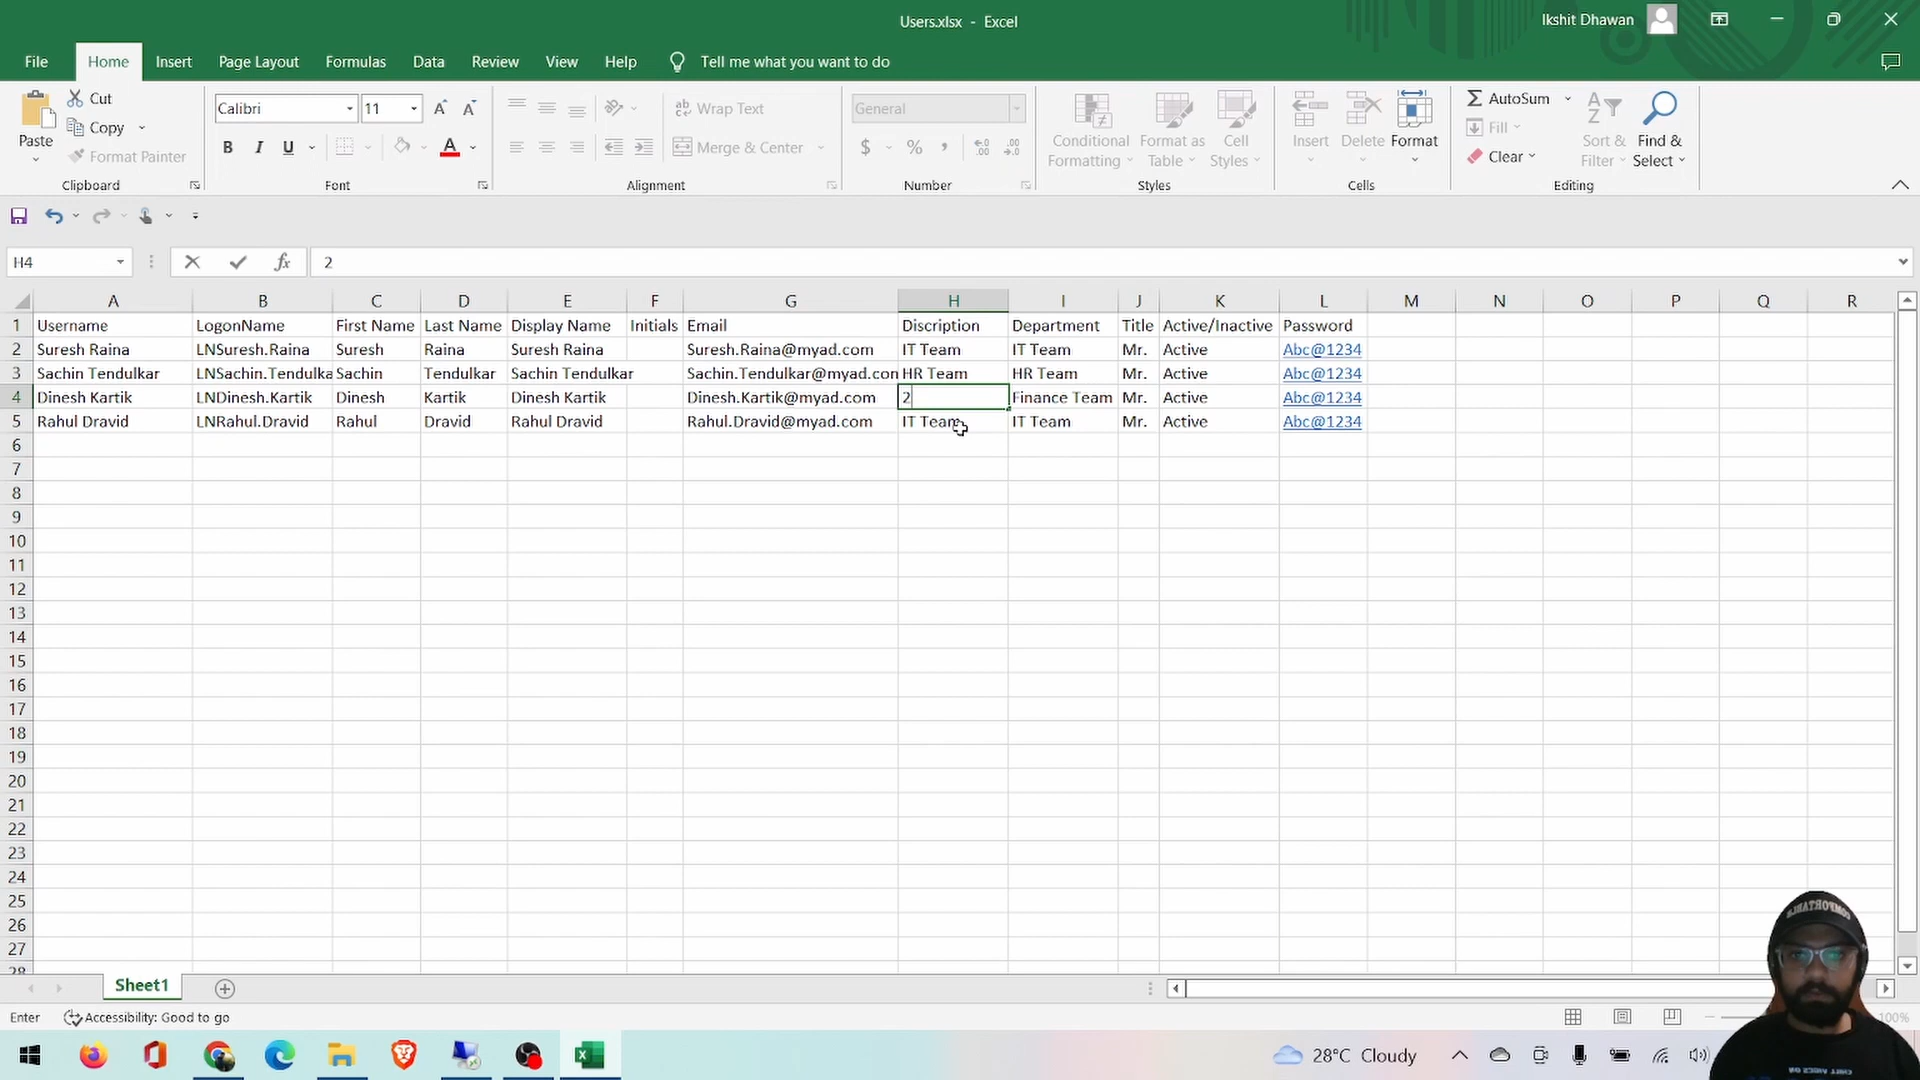 Users.xlsx - Excel
Ikshit Dhawan
File Home Insert Page Layout Formulas Data Review View Help Tell me what you want to do
Paste
Cut
Copy
Format Painter
Clipboard
Calibri 11
B I U A
Font
Wrap Text
Merge & Center
Alignment
General
$ % ,
Number
Conditional Formatting
Format as Table
Cell Styles
Styles
Insert Delete Format
Cells
AutoSum
Fill
Clear
Sort & Filter
Find & Select
Editing
H4 fx 2
A B C D E F G H I J K L M N O P Q R
1 Username LogonName First Name Last Name Display Name Initials Email Discription Department Title Active/Inactive Password
2 Suresh Raina LNSuresh.Raina Suresh Raina Suresh Raina Suresh.Raina@myad.com IT Team IT Team Mr. Active Abc@1234
3 Sachin Tendulkar LNSachin.Tendulka Sachin Tendulkar Sachin Tendulkar Sachin.Tendulkar@myad.con HR Team HR Team Mr. Active Abc@1234
4 Dinesh Kartik LNDinesh.Kartik Dinesh Kartik Dinesh Kartik Dinesh.Kartik@myad.com 2 Finance Team Mr. Active Abc@1234
5 Rahul Dravid LNRahul.Dravid Rahul Dravid Rahul Dravid Rahul.Dravid@myad.com IT Team IT Team Mr. Active Abc@1234
6
7
8
9
10
11
12
13
14
15
16
17
18
19
20
21
22
23
24
25
26
27
28
Sheet1
Enter Accessibility: Good to go 100%
28°C Cloudy
COMFORTABLE